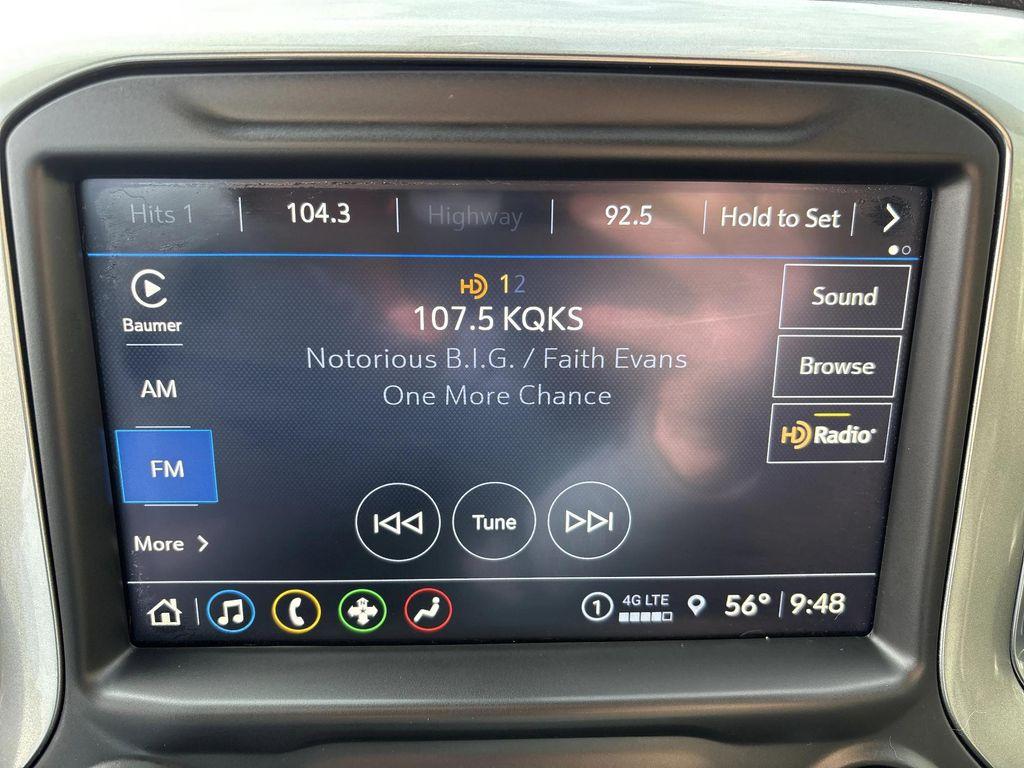 Hits 1
104.3
Highway
92.5
Hold to Set
Baumer
AM
FM
More
HD 1 2
107.5 KQKS
Notorious B.I.G. / Faith Evans
One More Chance
Sound
Browse
HD Radio
Tune
1
4G LTE
56°
9:48